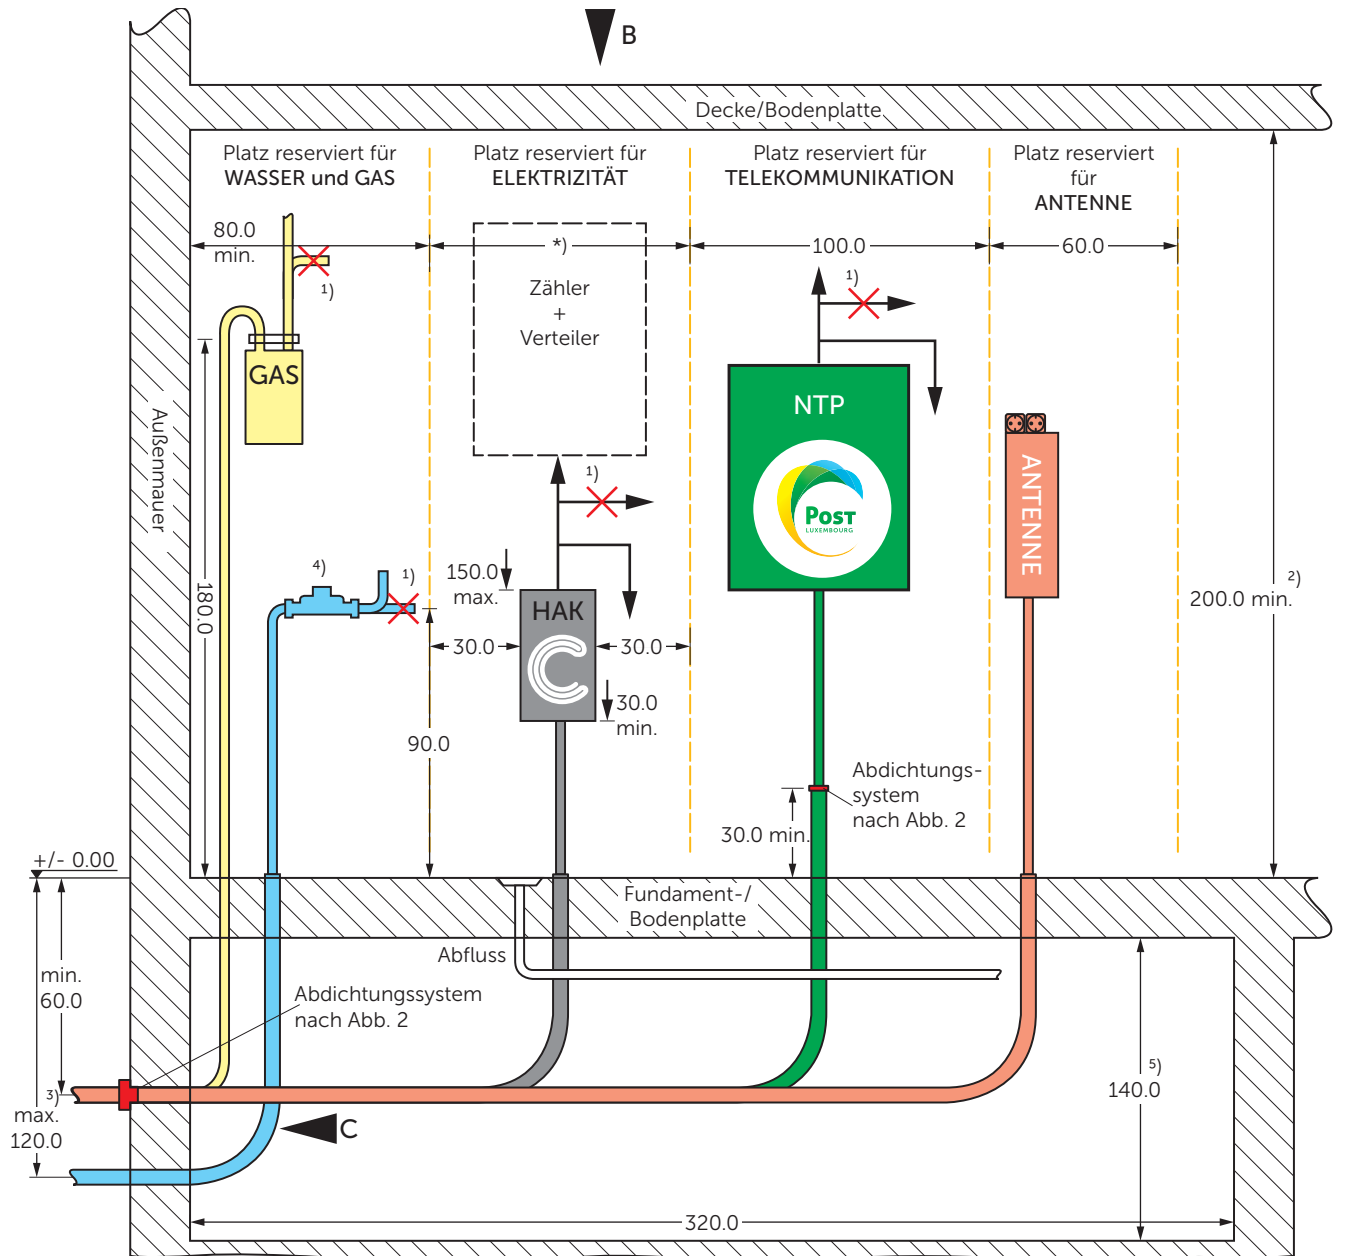 B
Decke/Bodenplatte
Platz reserviert für
WASSER und GAS
Platz reserviert für
ELEKTRIZITÄT
Platz reserviert für
TELEKOMMUNIKATION
Platz reserviert
für
ANTENNE
80.0
min.
*)
100.0
60.0
1)
1)
Zähler
+
Verteiler
GAS
NTP
Außenmauer
ANTENNE
1)
POST
LUXEMBOURG
4)
1)
150.0
max.
HAK
180.0
2)
200.0 min.
30.0
30.0
30.0
min.
90.0
Abdichtungs-
system
nach Abb. 2
30.0 min.
+/- 0.00
Fundament-/
Bodenplatte
Abfluss
min.
60.0
Abdichtungssystem
nach Abb. 2
3)
max.
120.0
5)
140.0
C
320.0